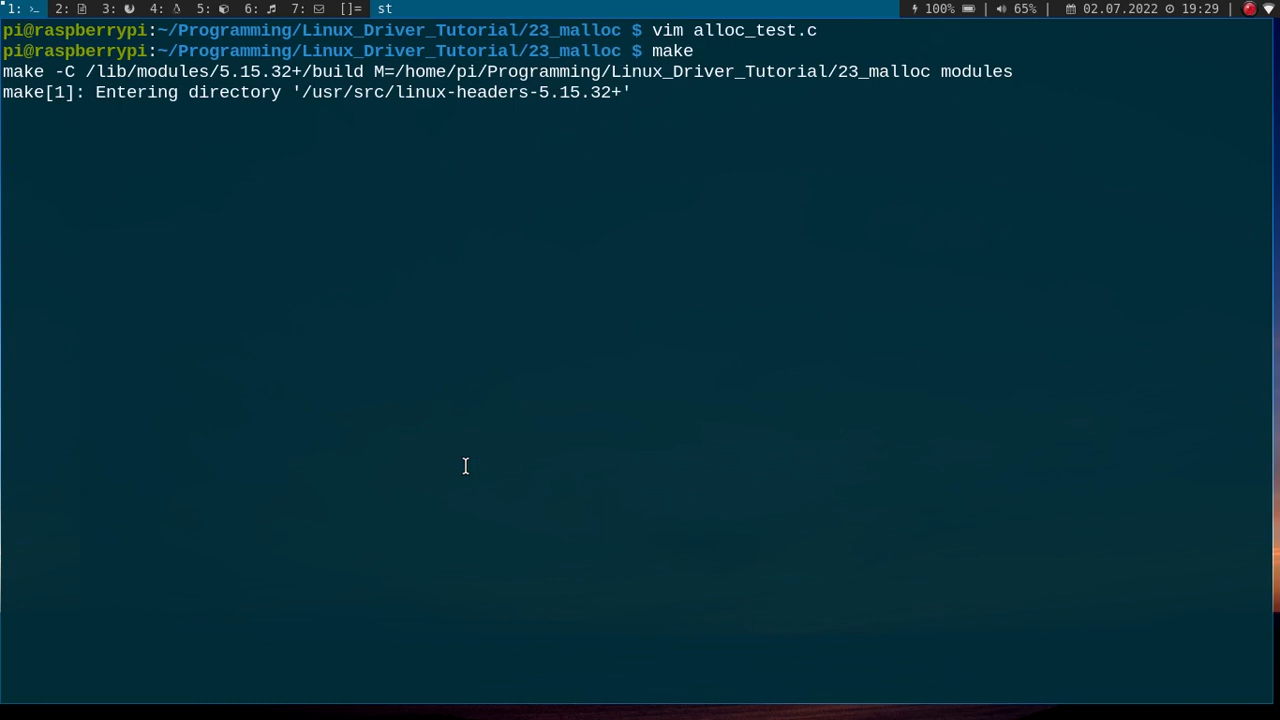 1: 2: 3: 4: 5: 6: 7: []= st 100% | 65% | 02.07.2022 19:29 |
pi@raspberrypi:~/Programming/Linux_Driver_Tutorial/23_malloc $ vim alloc_test.c
pi@raspberrypi:~/Programming/Linux_Driver_Tutorial/23_malloc $ make
make -C /lib/modules/5.15.32+/build M=/home/pi/Programming/Linux_Driver_Tutorial/23_malloc modules
make[1]: Entering directory '/usr/src/linux-headers-5.15.32+'